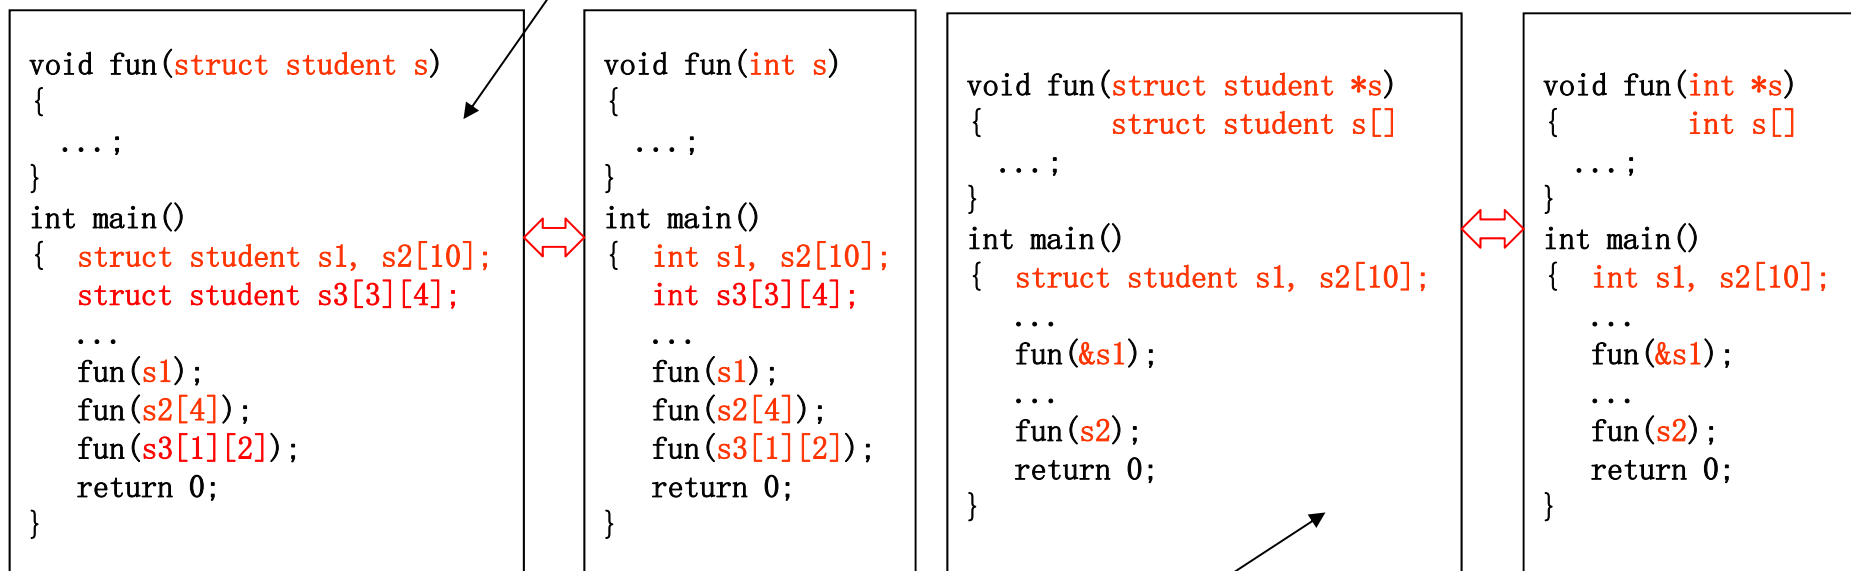 void fun(struct student s)
{
...;
}
int main()
{ struct student s1, s2[10];
struct student s3[3][4];
...
fun(s1);
fun(s2[4]);
fun(s3[1][2]);
return 0;
}
void fun(int s)
{
...;
}
int main()
{ int s1, s2[10];
int s3[3][4];
...
fun(s1);
fun(s2[4]);
fun(s3[1][2]);
return 0;
}
void fun(struct student *s)
{ struct student s[]
...;
}
int main()
{ struct student s1, s2[10];
...
fun(&s1);
...
fun(s2);
return 0;
}
void fun(int *s)
{ int s[]
...;
}
int main()
{ int s1, s2[10];
...
fun(&s1);
...
fun(s2);
return 0;
}